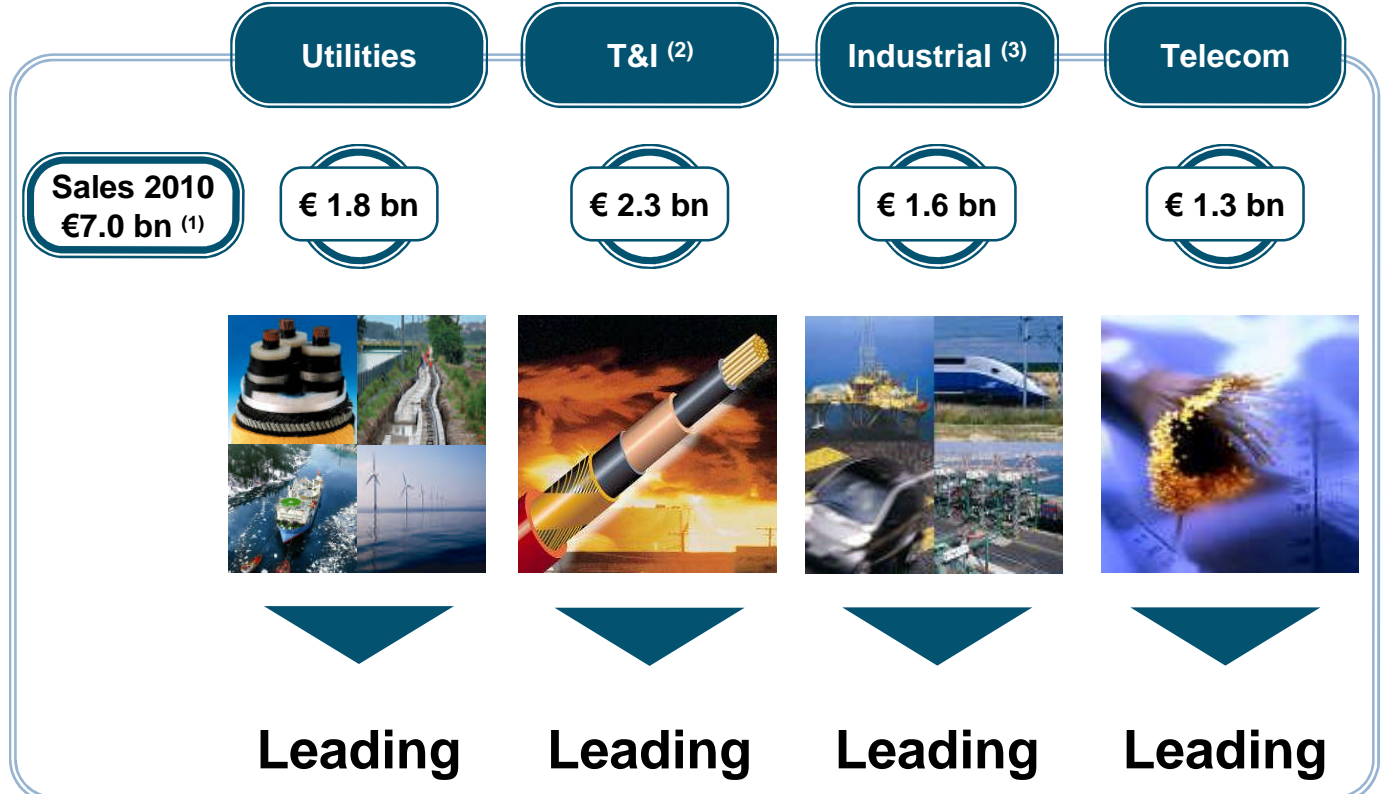 Utilities
T&I (2)
Industrial (3)
Telecom
Sales 2010
€7.0 bn (1)
€ 1.8 bn
€ 2.3 bn
€ 1.6 bn
€ 1.3 bn
Leading
Leading
Leading
Leading